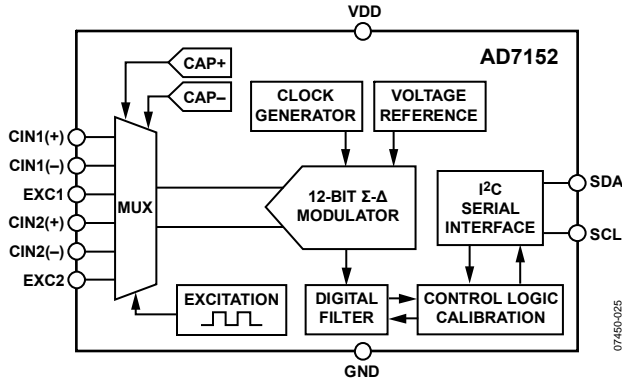 VDD
AD7152
CAP+
CAP–
CLOCK
GENERATOR
VOLTAGE
REFERENCE
CIN1(+)
CIN1(–)
EXC1
CIN2(+)
CIN2(–)
EXC2
MUX
12-BIT Σ-Δ
MODULATOR
I²C
SERIAL
INTERFACE
SDA
SCL
EXCITATION
DIGITAL
FILTER
CONTROL LOGIC
CALIBRATION
GND
07450-025